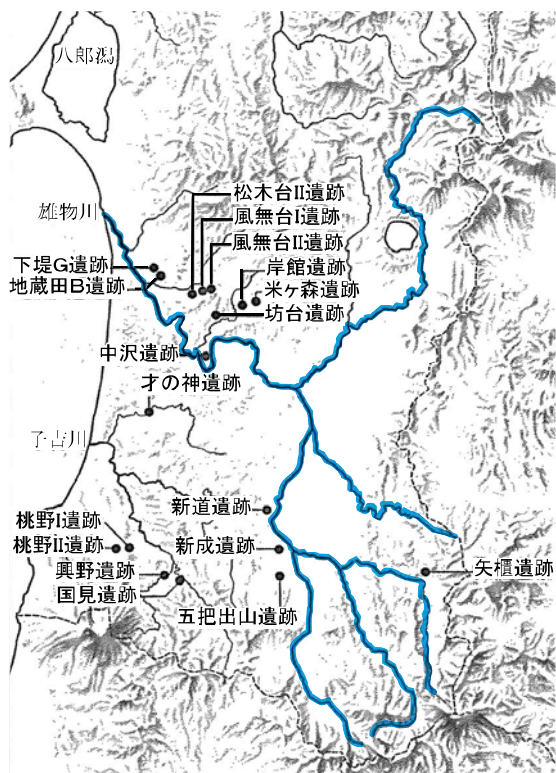 八郎潟
雄物川
松木台II遺跡
風無台I遺跡
風無台II遺跡
下堤G遺跡
地蔵田B遺跡
岸館遺跡
米ヶ森遺跡
坊台遺跡
中沢遺跡
才の神遺跡
子吉川
新道遺跡
桃野I遺跡
桃野II遺跡
新成遺跡
矢櫃遺跡
興野遺跡
国見遺跡
五把出山遺跡